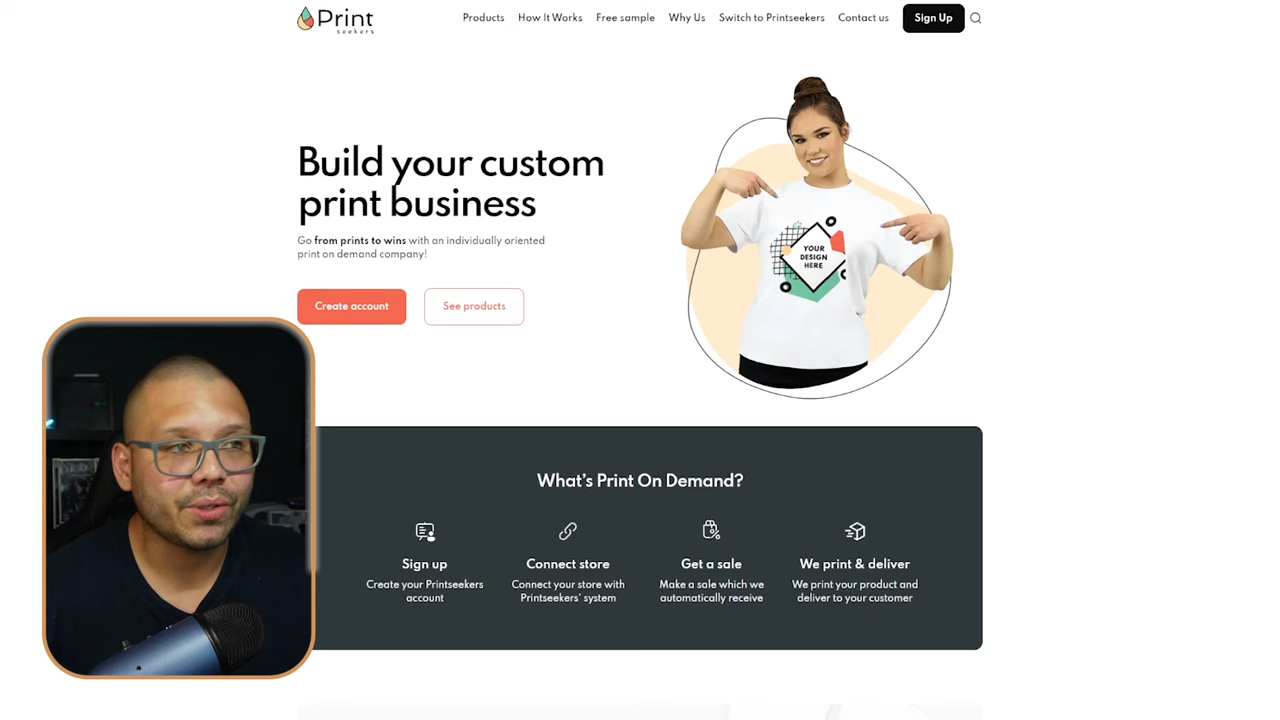 Print
seekers
Products How It Works Free sample Why Us Switch to Printseekers Contact us Sign Up
Build your custom
print business
Go from prints to wins with an individually oriented
print on demand company!
Create account See products
YOUR
DESIGN
HERE
What's Print On Demand?
Sign up
Create your Printseekers
account
Connect store
Connect your store with
Printseekers' system
Get a sale
Make a sale which we
automatically receive
We print & deliver
We print your product and
deliver to your customer